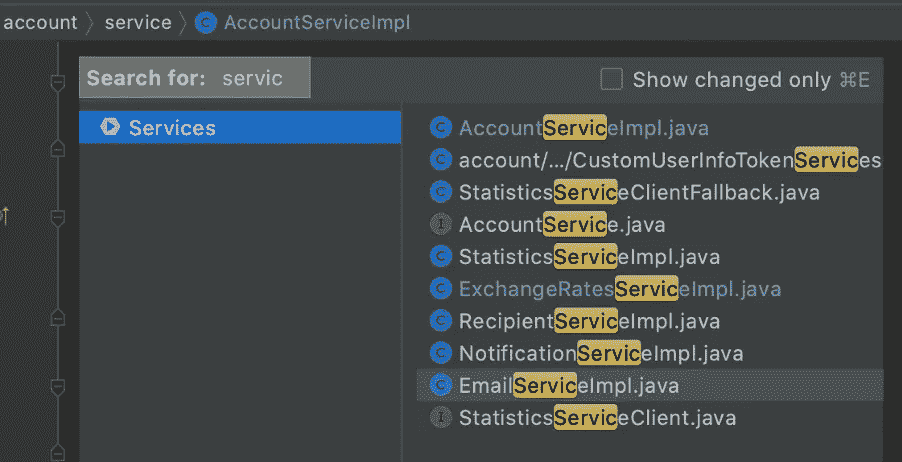 account 〉 service 〉 AccountServiceImpl
Search for: servic
Show changed only ⌘E
Services
AccountServiceImpl.java
account/.../CustomUserInfoTokenServices
StatisticsServiceClientFallback.java
AccountService.java
StatisticsServiceImpl.java
ExchangeRatesServiceImpl.java
RecipientServiceImpl.java
NotificationServiceImpl.java
EmailServiceImpl.java
StatisticsServiceClient.java